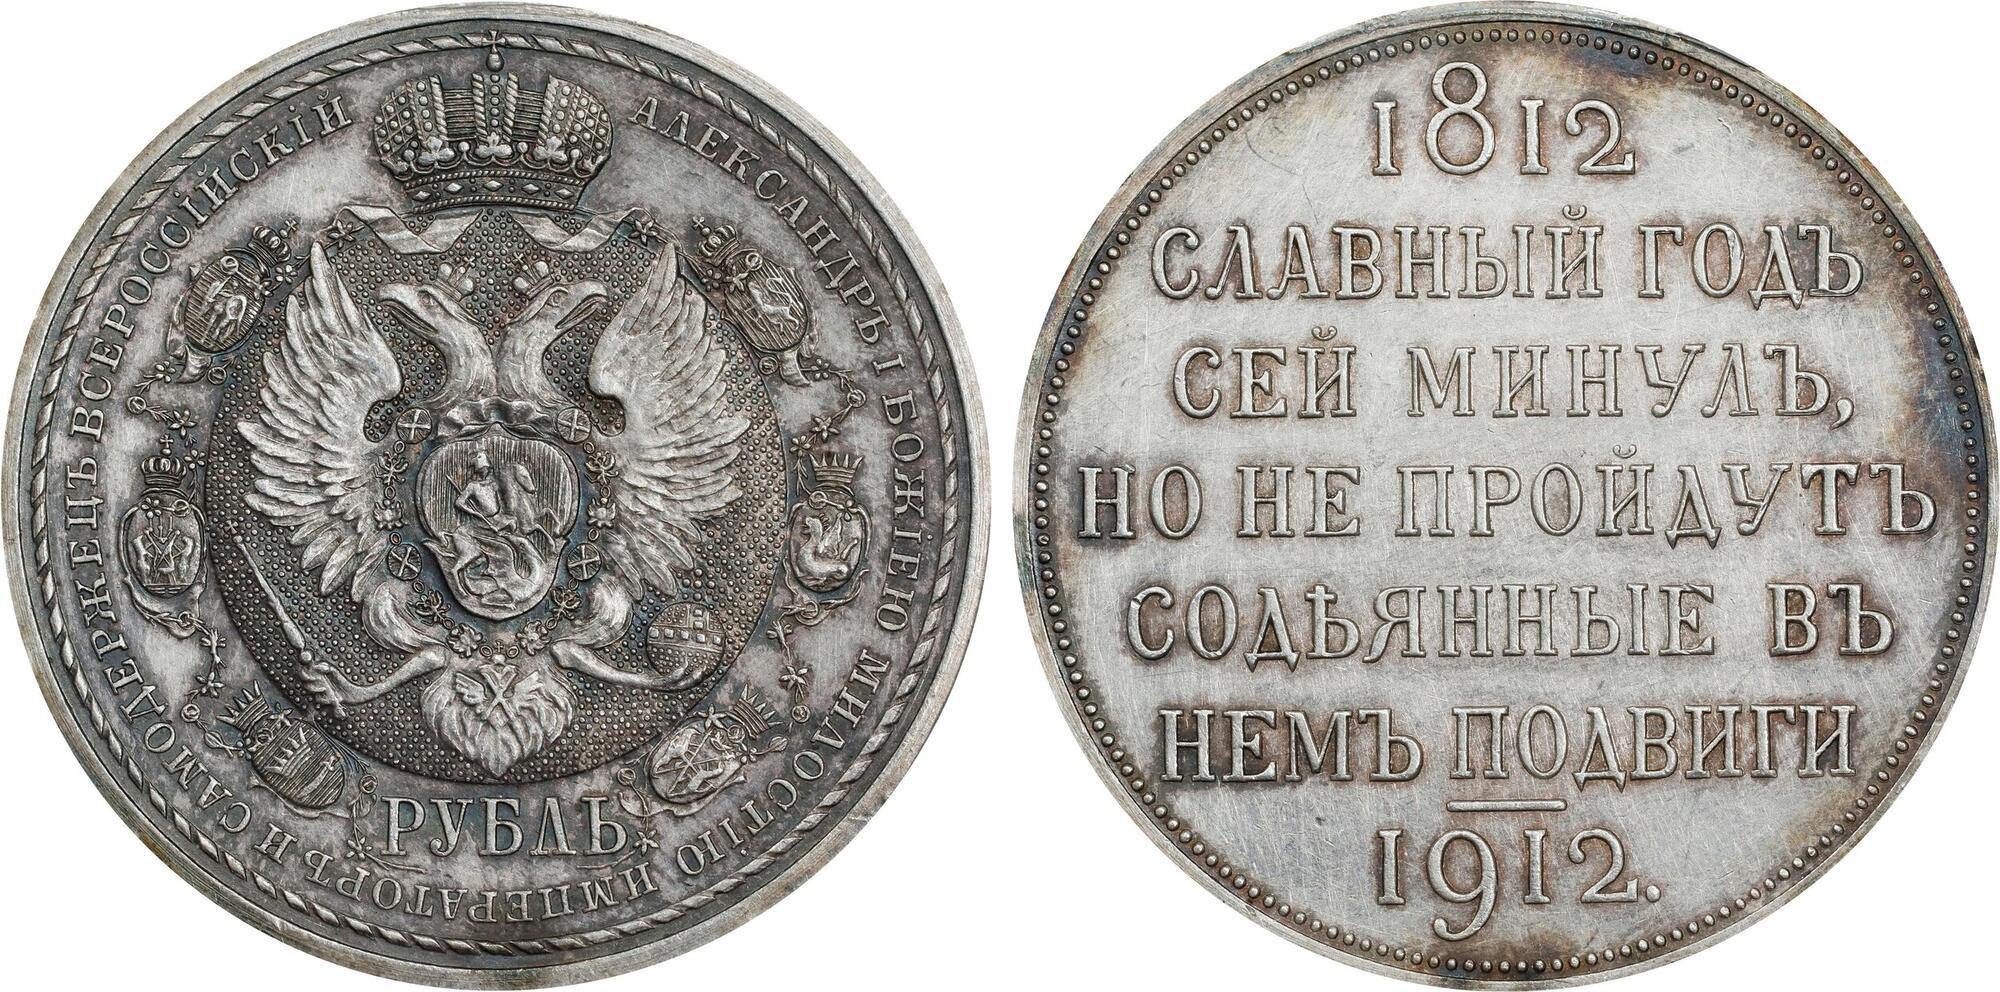 АЛЕКСАНДРЪ I БОЖІЕЮ МИЛОСТІЮ ИМПЕРАТОРЪ И САМОДЕРЖЕЦЪ ВСЕРОССІЙСКІЙ
РУБЛЬ
1812
СЛАВНЫЙ ГОДЪ
СЕЙ МИНУЛЪ,
НО НЕ ПРОЙДУТЪ
СОДѢЯННЫЕ ВЪ
НЕМЪ ПОДВИГИ
1912.